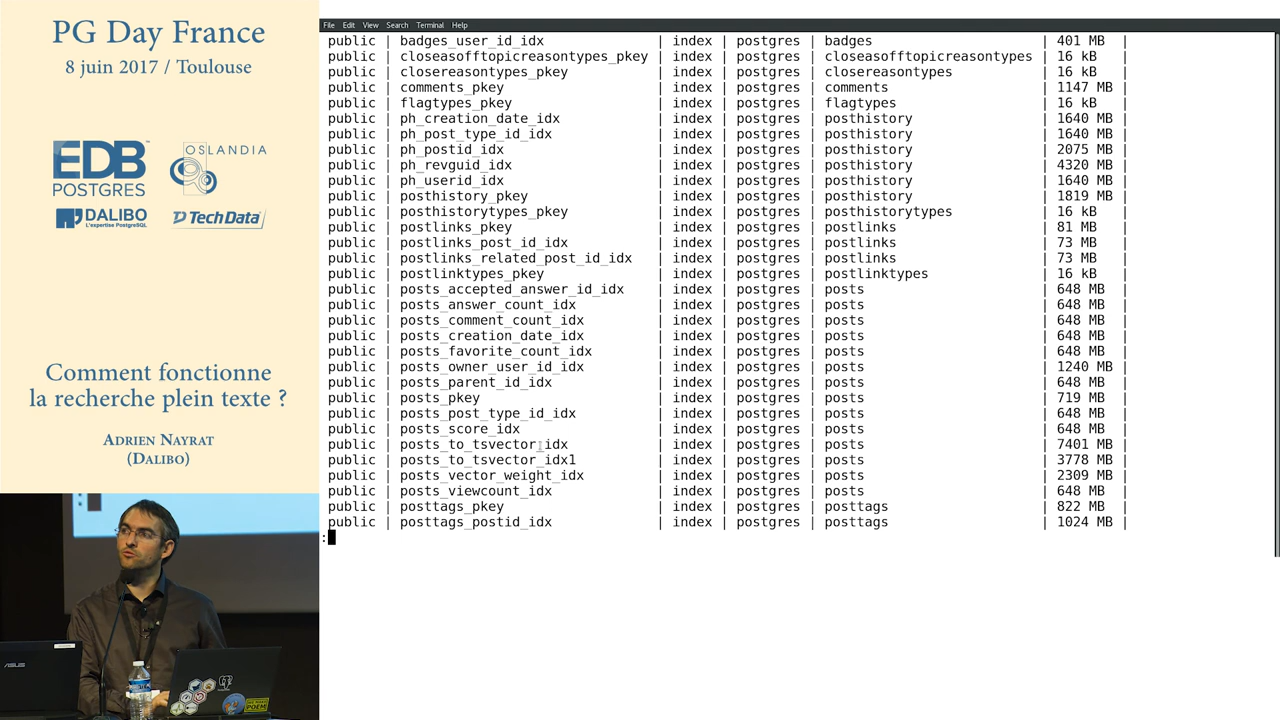 PG Day France
8 juin 2017 / Toulouse
EDB
POSTGRES
OSLANDIA
DALIBO
L'expertise PostgreSQL
TechData
Comment fonctionne
la recherche plein texte ?
ADRIEN NAYRAT
(DALIBO)
File Edit View Search Terminal Help
public | badges_user_id_idx | index | postgres | badges | 401 MB |
public | closeasofftopicreasontypes_pkey | index | postgres | closeasofftopicreasontypes | 16 kB |
public | closereasontypes_pkey | index | postgres | closereasontypes | 16 kB |
public | comments_pkey | index | postgres | comments | 1147 MB |
public | flagtypes_pkey | index | postgres | flagtypes | 16 kB |
public | ph_creation_date_idx | index | postgres | posthistory | 1640 MB |
public | ph_post_type_id_idx | index | postgres | posthistory | 1640 MB |
public | ph_postid_idx | index | postgres | posthistory | 2075 MB |
public | ph_revguid_idx | index | postgres | posthistory | 4320 MB |
public | ph_userid_idx | index | postgres | posthistory | 1640 MB |
public | posthistory_pkey | index | postgres | posthistory | 1819 MB |
public | posthistorytypes_pkey | index | postgres | posthistorytypes | 16 kB |
public | postlinks_pkey | index | postgres | postlinks | 81 MB |
public | postlinks_post_id_idx | index | postgres | postlinks | 73 MB |
public | postlinks_related_post_id_idx | index | postgres | postlinks | 73 MB |
public | postlinktypes_pkey | index | postgres | postlinktypes | 16 kB |
public | posts_accepted_answer_id_idx | index | postgres | posts | 648 MB |
public | posts_answer_count_idx | index | postgres | posts | 648 MB |
public | posts_comment_count_idx | index | postgres | posts | 648 MB |
public | posts_creation_date_idx | index | postgres | posts | 648 MB |
public | posts_favorite_count_idx | index | postgres | posts | 648 MB |
public | posts_owner_user_id_idx | index | postgres | posts | 1240 MB |
public | posts_parent_id_idx | index | postgres | posts | 648 MB |
public | posts_pkey | index | postgres | posts | 719 MB |
public | posts_post_type_id_idx | index | postgres | posts | 648 MB |
public | posts_score_idx | index | postgres | posts | 648 MB |
public | posts_to_tsvector_idx | index | postgres | posts | 7401 MB |
public | posts_to_tsvector_idx1 | index | postgres | posts | 3778 MB |
public | posts_vector_weight_idx | index | postgres | posts | 2309 MB |
public | posts_viewcount_idx | index | postgres | posts | 648 MB |
public | posttags_pkey | index | postgres | posttags | 822 MB |
public | posttags_postid_idx | index | postgres | posttags | 1024 MB |
:
ASUS
POEM